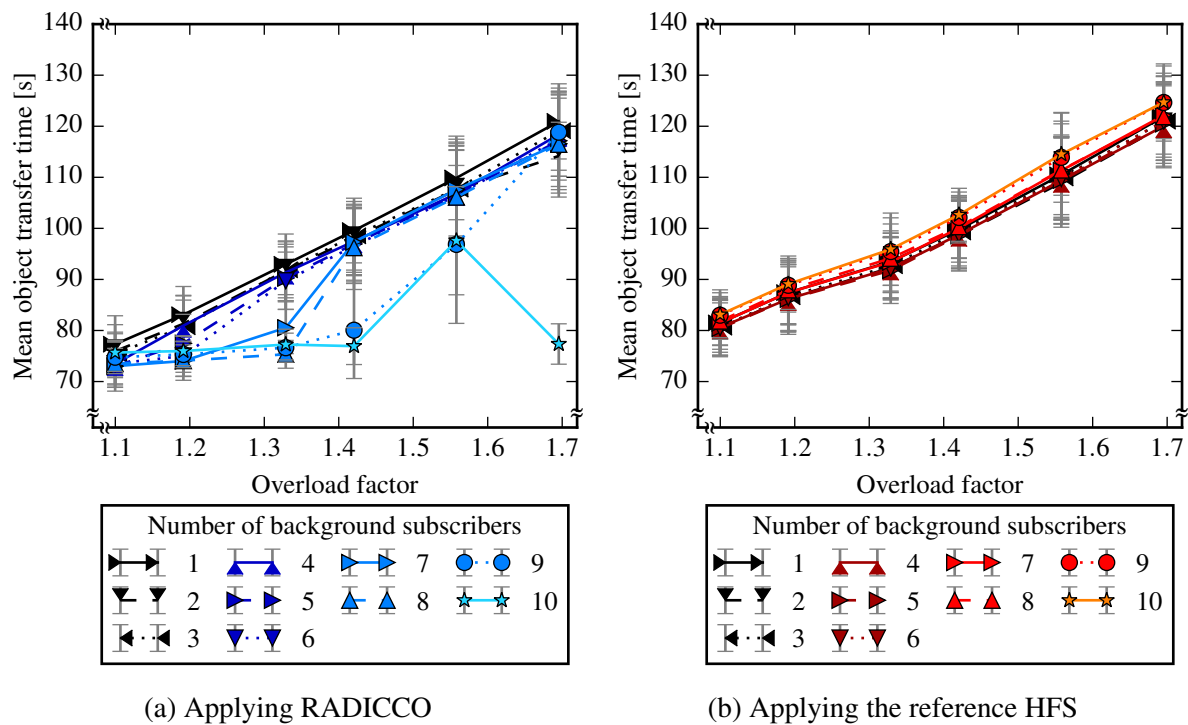 140
130
120
110
100
90
80
70
Mean object transfer time [s]
1.1 1.2 1.3 1.4 1.5 1.6 1.7
Overload factor
Number of background subscribers
1 4 7 9
2 5 8 10
3 6
(a) Applying RADICCO
140
130
120
110
100
90
80
70
Mean object transfer time [s]
1.1 1.2 1.3 1.4 1.5 1.6 1.7
Overload factor
Number of background subscribers
1 4 7 9
2 5 8 10
3 6
(b) Applying the reference HFS